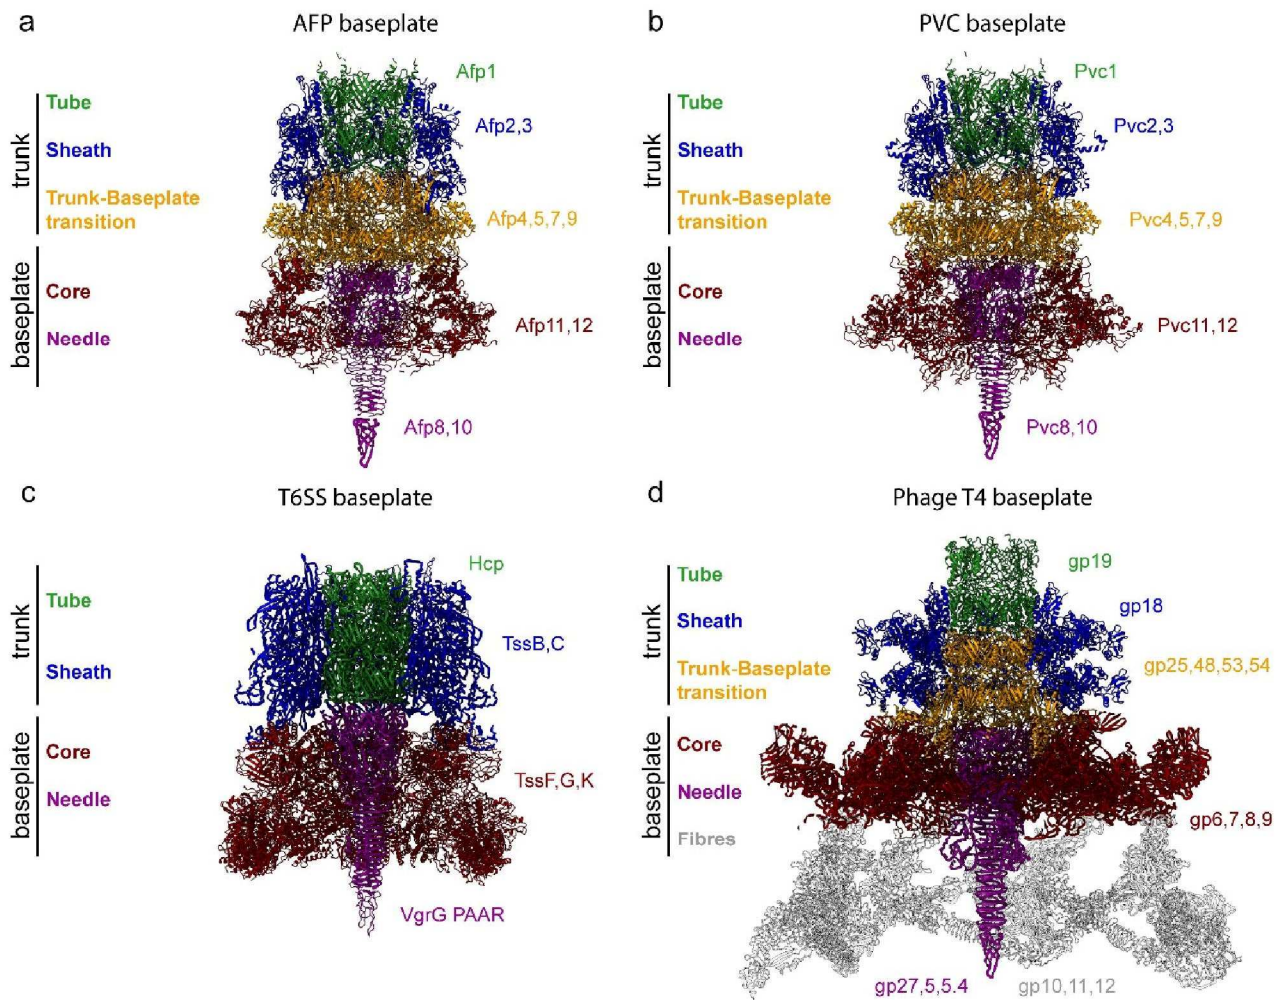 a
AFP baseplate
trunk
Tube
Sheath
Trunk-Baseplate
transition
baseplate
Core
Needle
Afp1
Afp2,3
Afp4,5,7,9
Afp11,12
Afp8,10
b
PVC baseplate
trunk
Tube
Sheath
Trunk-Baseplate
transition
baseplate
Core
Needle
Pvc1
Pvc2,3
Pvc4,5,7,9
Pvc11,12
Pvc8,10
c
T6SS baseplate
trunk
Tube
Sheath
baseplate
Core
Needle
Hcp
TssB,C
TssF,G,K
VgrG PAAR
d
Phage T4 baseplate
trunk
Tube
Sheath
Trunk-Baseplate
transition
baseplate
Core
Needle
Fibres
gp19
gp18
gp25,48,53,54
gp6,7,8,9
gp27,5,5.4
gp10,11,12